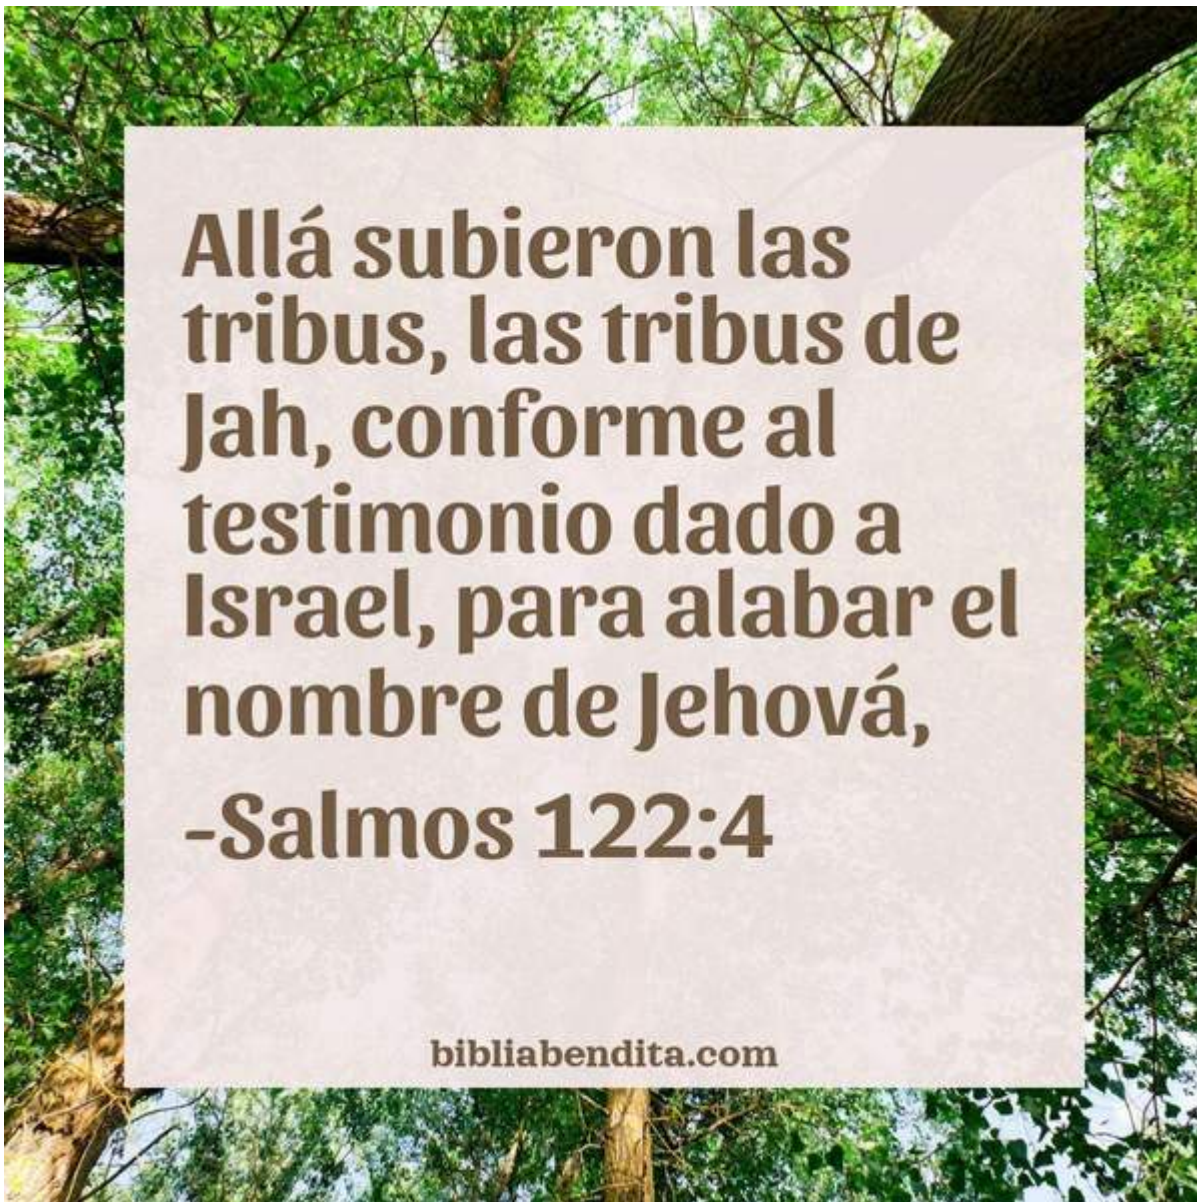 Allá subieron las
tribus, las tribus de
Jah, conforme al
testimonio dado a
Israel, para alabar el
nombre de Jehová,
-Salmos 122:4
bibliabendita.com